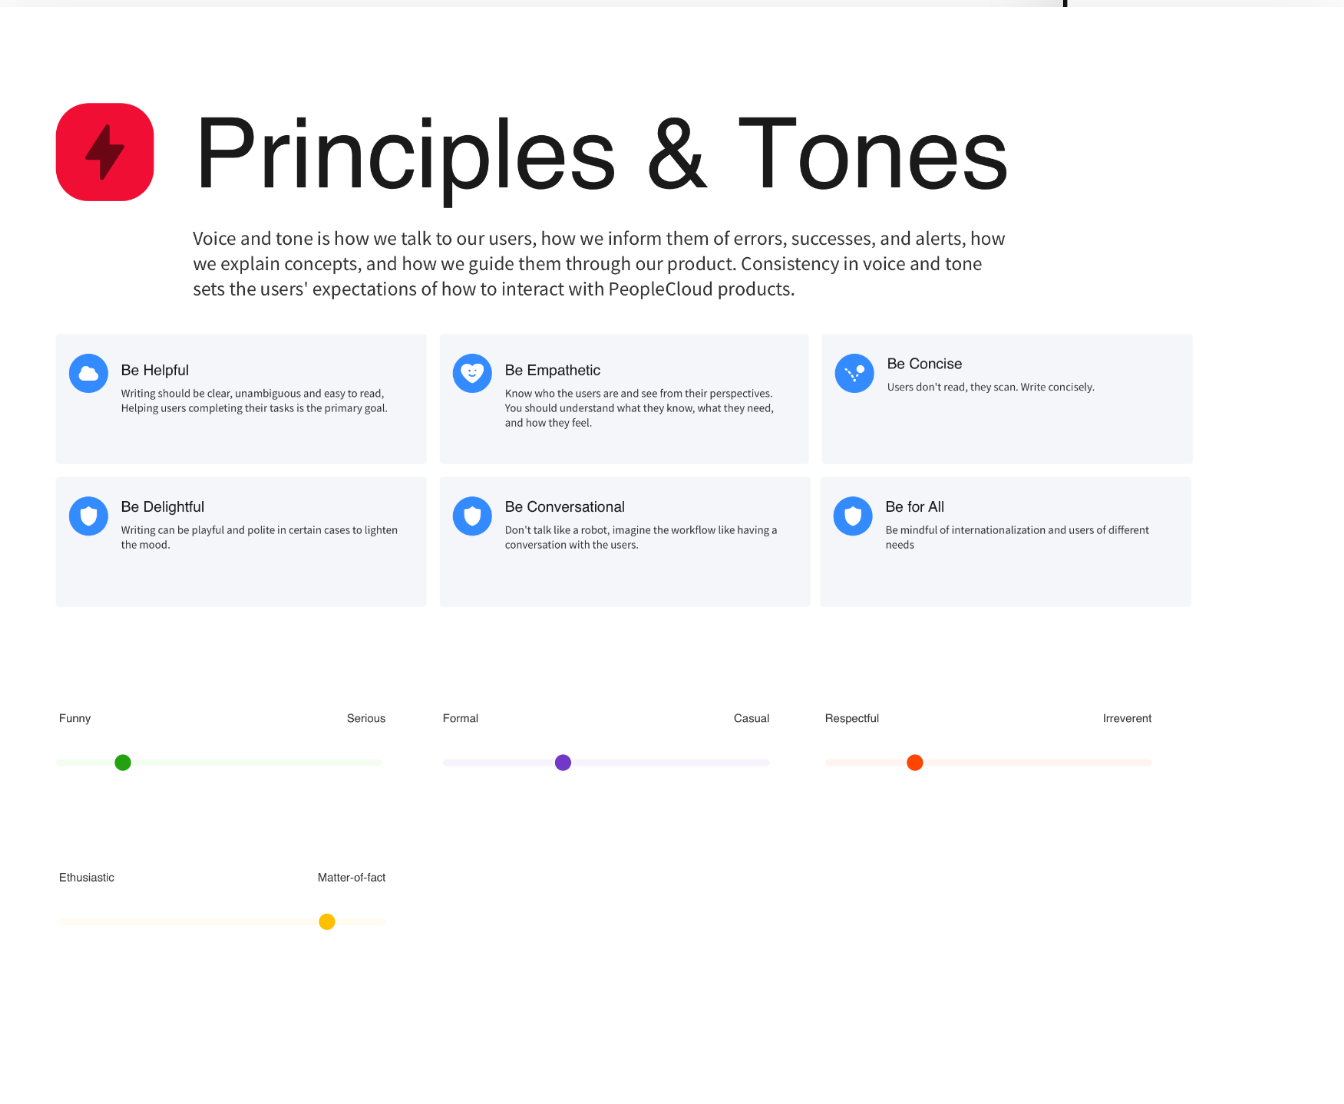 Principles & Tones
Voice and tone is how we talk to our users, how we inform them of errors, successes, and alerts, how
we explain concepts, and how we guide them through our product. Consistency in voice and tone
sets the users' expectations of how to interact with PeopleCloud products.
Be Helpful
Writing should be clear, unambiguous and easy to read,
Helping users completing their tasks is the primary goal.
Be Empathetic
Know who the users are and see from their perspectives.
You should understand what they know, what they need,
and how they feel.
Be Concise
Users don't read, they scan. Write concisely.
Be Delightful
Writing can be playful and polite in certain cases to lighten
the mood.
Be Conversational
Don't talk like a robot, imagine the workflow like having a
conversation with the users.
Be for All
Be mindful of internationalization and users of different
needs
Funny
Serious
Formal
Casual
Respectful
Irreverent
Ethusiastic
Matter-of-fact